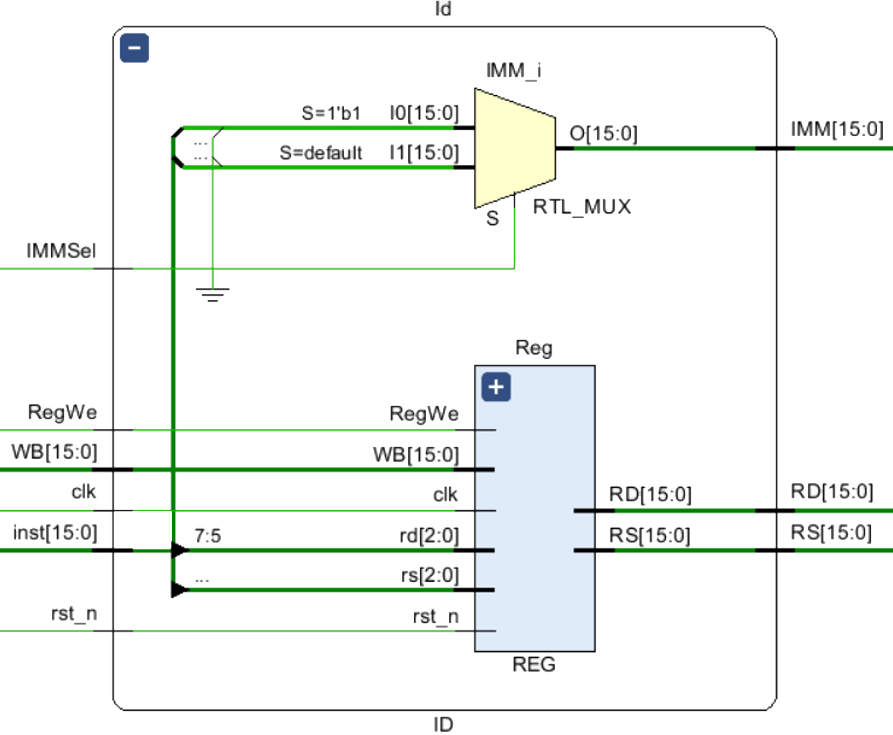 Id
IMM_i
S=1'b1 I0[15:0]
...
...
S=default I1[15:0]
O[15:0]
IMM[15:0]
S
RTL_MUX
IMMSel
Reg
RegWe
RegWe
WB[15:0]
WB[15:0]
clk
clk
RD[15:0]
RD[15:0]
inst[15:0]
7:5
rd[2:0]
RS[15:0]
RS[15:0]
...
rs[2:0]
rst_n
rst_n
REG
ID